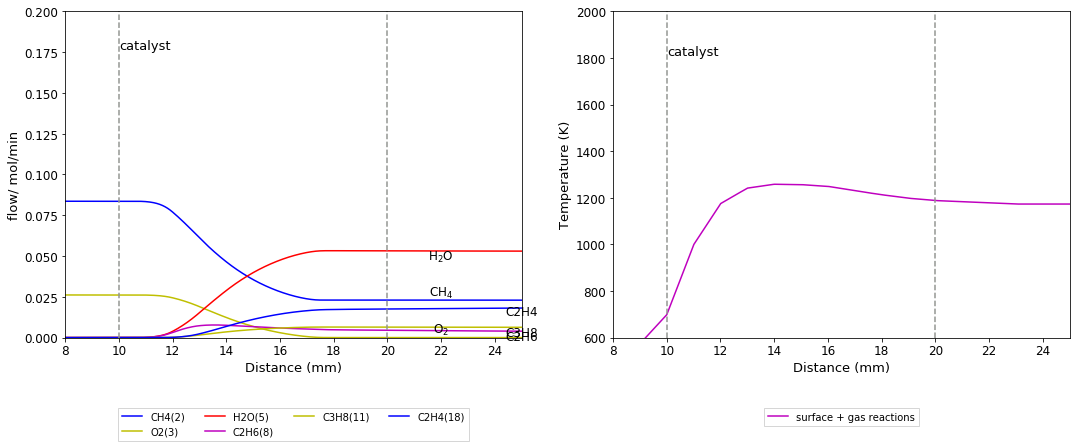 0.200
0.175
0.150
0.125
0.100
0.075
0.050
0.025
0.000
flow/ mol/min
catalyst
H₂O
CH₄
O₂
C2H4
C3H8
C2H6
8 10 12 14 16 18 20 22 24
Distance (mm)
CH4(2) H2O(5) C3H8(11) C2H4(18)
O2(3) C2H6(8)
2000
1800
1600
1400
1200
1000
800
600
Temperature (K)
catalyst
8 10 12 14 16 18 20 22 24
Distance (mm)
surface + gas reactions